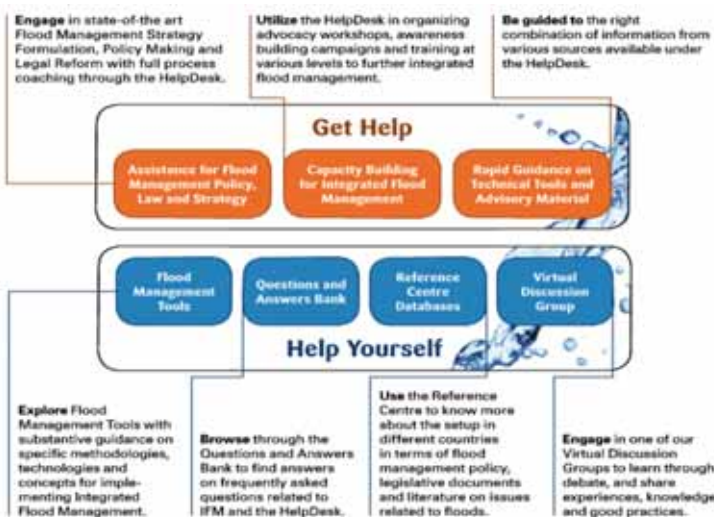 Engage in state-of-the art
Flood Management Strategy
Formulation, Policy Making and
Legal Reform with full process
coaching through the HelpDesk.
Utilize the HelpDesk in organizing
advocacy workshops, awareness
building campaigns and training at
various levels to further integrated
flood management.
Be guided to the right
combination of information from
various sources available under
the HelpDesk.
Get Help
Assistence for Flood
Management Policy,
Law and Strategy
Capacity Building
for Integrated Flood
Management
Rapid Guidance on
Technical Tools and
Advisory Material
Flood
Management
Tools
Questions and
Answers Bank
Reference
Centre
Databases
Virtual
Discussion
Group
Help Yourself
Explore Flood
Management Tools with
substantive guidance on
specific methodologies,
technologies and
concepts for imple-
menting Integrated
Flood Management.
Browse through the
Questions and Answers
Bank to find answers
on frequently asked
questions related to
IFM and the HelpDesk.
Use the Reference
Centre to know more
about the setup in
different countries
in terms of flood
management policy,
legislative documents
and literature on issues
related to floods.
Engage in one of our
Virtual Discussion
Groups to learn through
debate, and share
experiences, knowledge
and good practices.